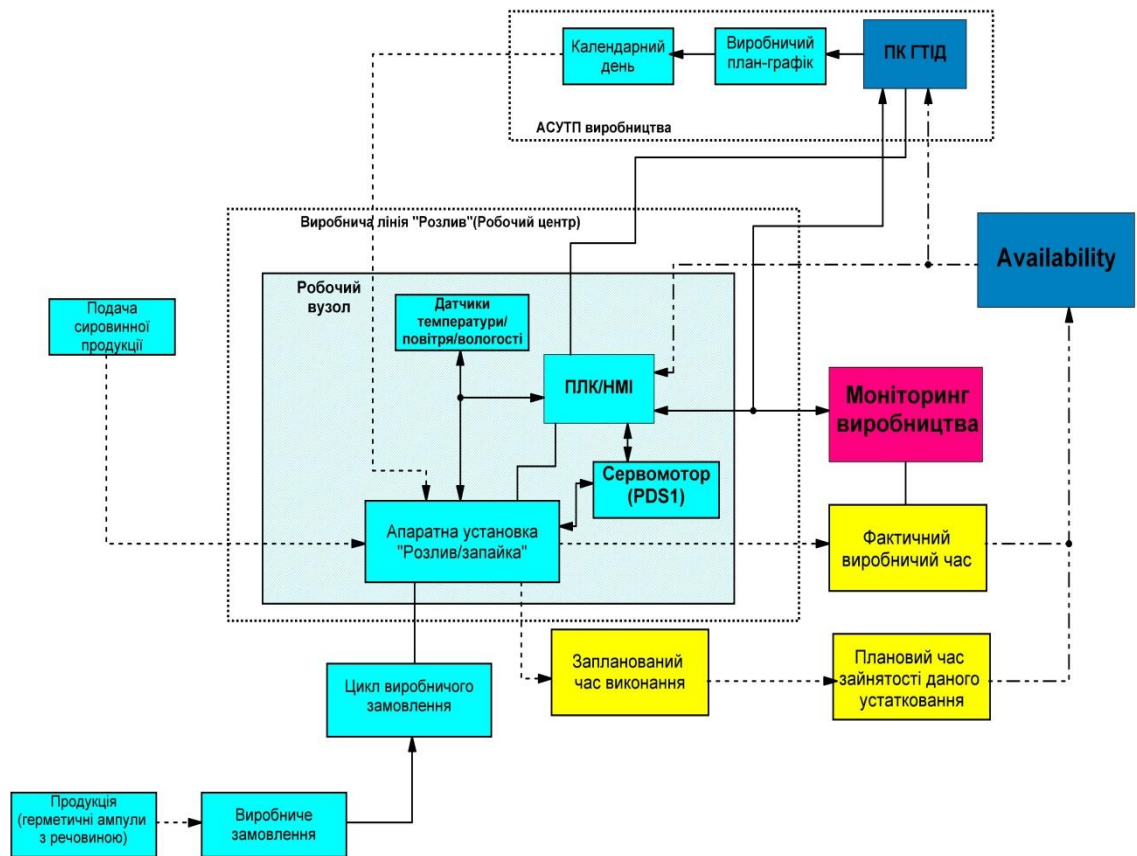 Календарний
день
Виробничий
план-графік
ПК ГТІД
АСУТП виробництва
Виробнича лінія "Розлив"(Робочий центр)
Availability
Робочий
вузол
Датчики
температури/
повітря/вологості
Подача
сировинної
продукції
ПЛК/HMI
Моніторинг
виробництва
Сервомотор
(PDS1)
Апаратна установка
"Розлив/запайка"
Фактичний
виробничий час
Запланований
час виконання
Плановий час
зайнятості даного
устатковання
Цикл виробничого
замовлення
Продукція
(герметичні ампули
з речовиною)
Виробниче
замовлення